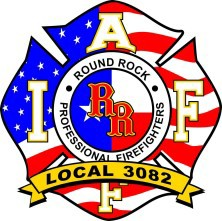 A
I F
ROUND ROCK
PROFESSIONAL FIREFIGHTERS
RR
LOCAL 3082
F